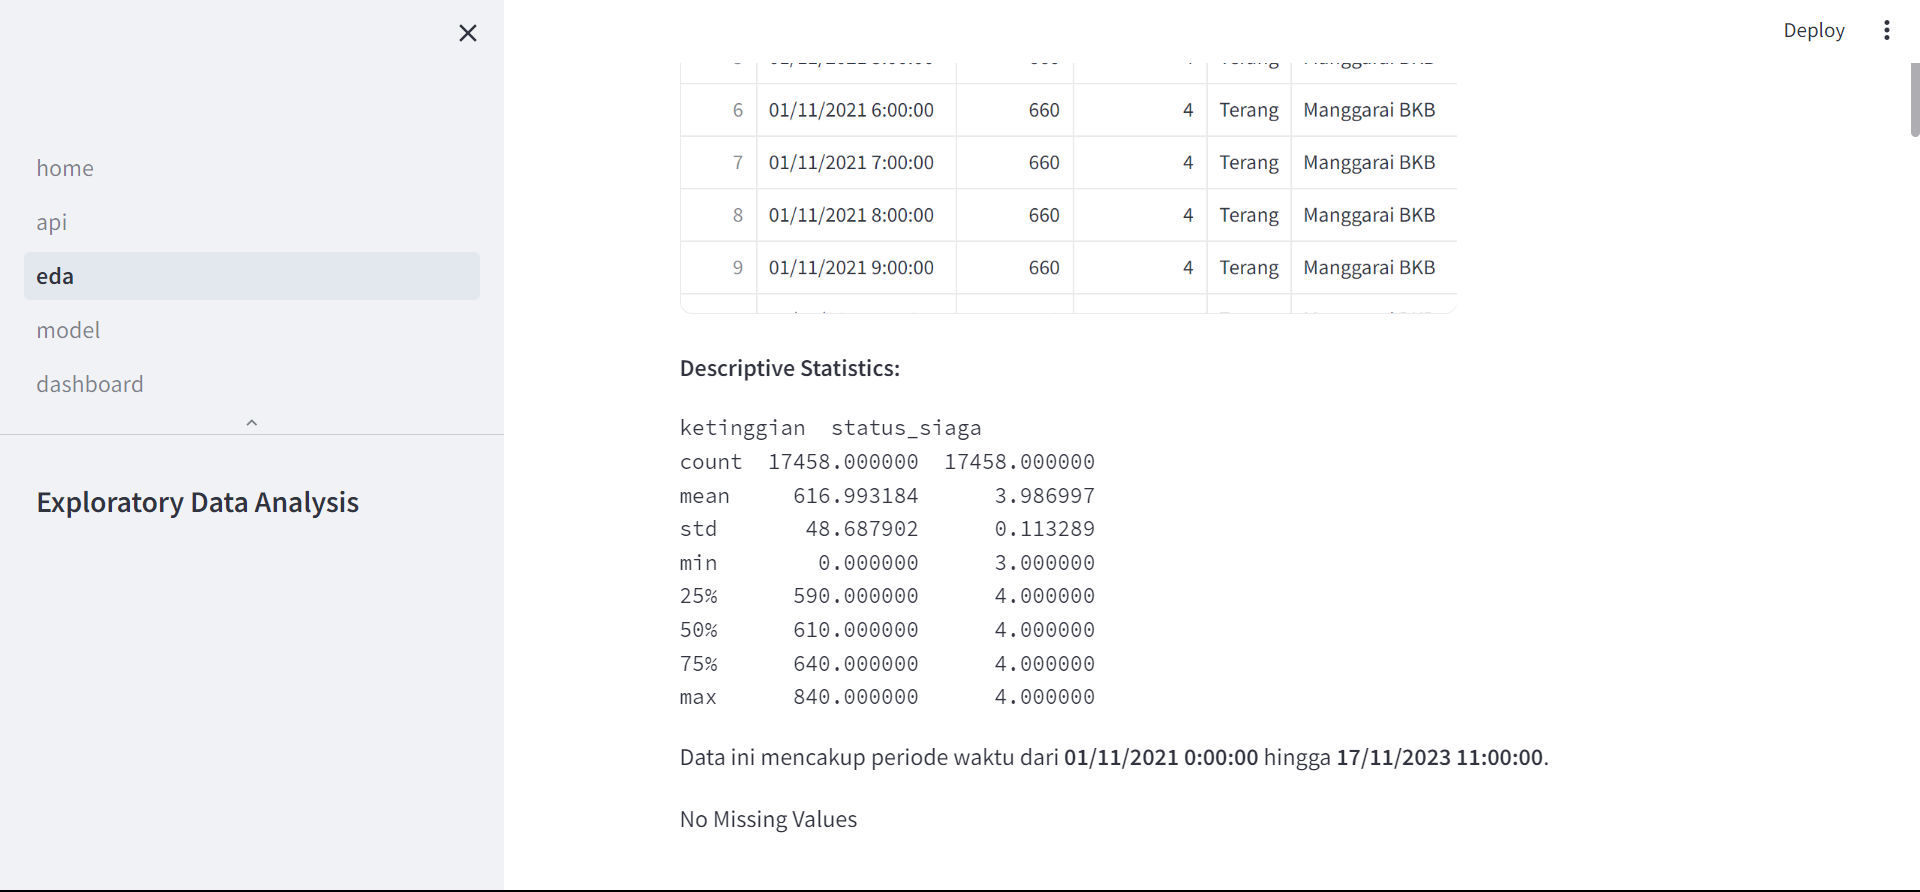 Deploy
home
api
eda
model
dashboard
Exploratory Data Analysis
6 01/11/2021 6:00:00 660 4 Terang Manggarai BKB
7 01/11/2021 7:00:00 660 4 Terang Manggarai BKB
8 01/11/2021 8:00:00 660 4 Terang Manggarai BKB
9 01/11/2021 9:00:00 660 4 Terang Manggarai BKB
Descriptive Statistics:
ketinggian status_siaga
count 17458.000000 17458.000000
mean 616.993184 3.986997
std 48.687902 0.113289
min 0.000000 3.000000
25% 590.000000 4.000000
50% 610.000000 4.000000
75% 640.000000 4.000000
max 840.000000 4.000000
Data ini mencakup periode waktu dari 01/11/2021 0:00:00 hingga 17/11/2023 11:00:00.
No Missing Values